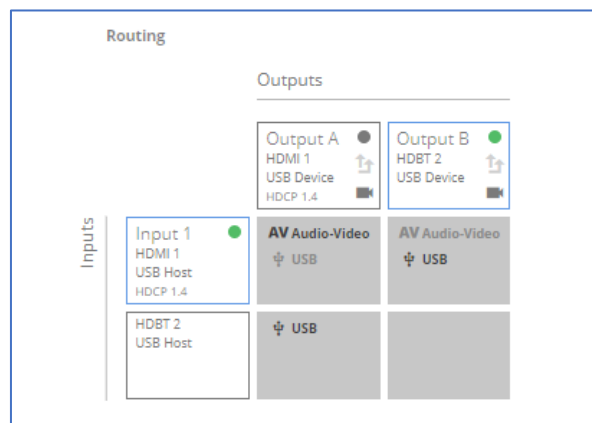 Routing
Outputs
Output A
HDMI 1
USB Device
HDCP 1.4
Output B
HDBT 2
USB Device
Inputs
Input 1
HDMI 1
USB Host
HDCP 1.4
AV Audio-Video
USB
AV Audio-Video
USB
HDBT 2
USB Host
USB